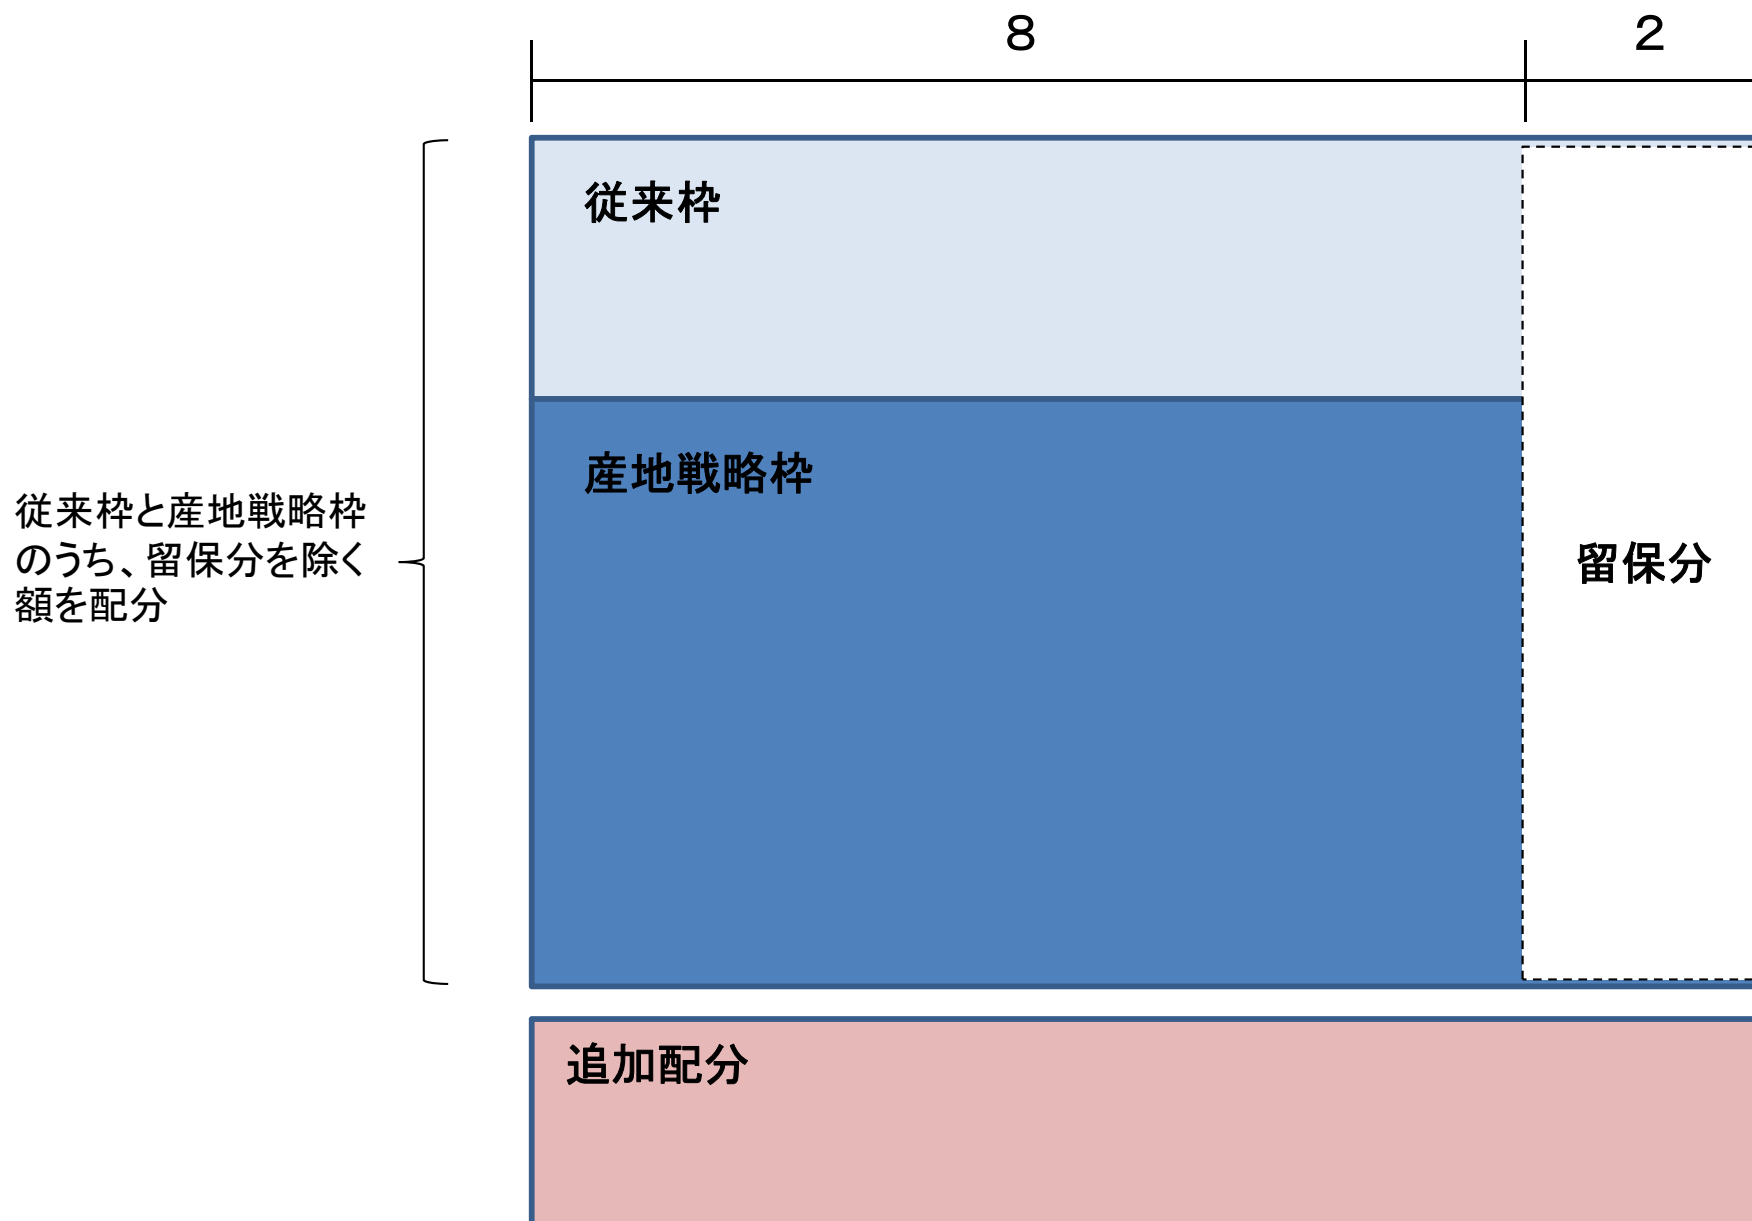 ８
２
従来枠
産地戦略枠
従来枠と産地戦略枠
のうち、留保分を除く
額を配分
留保分
追加配分